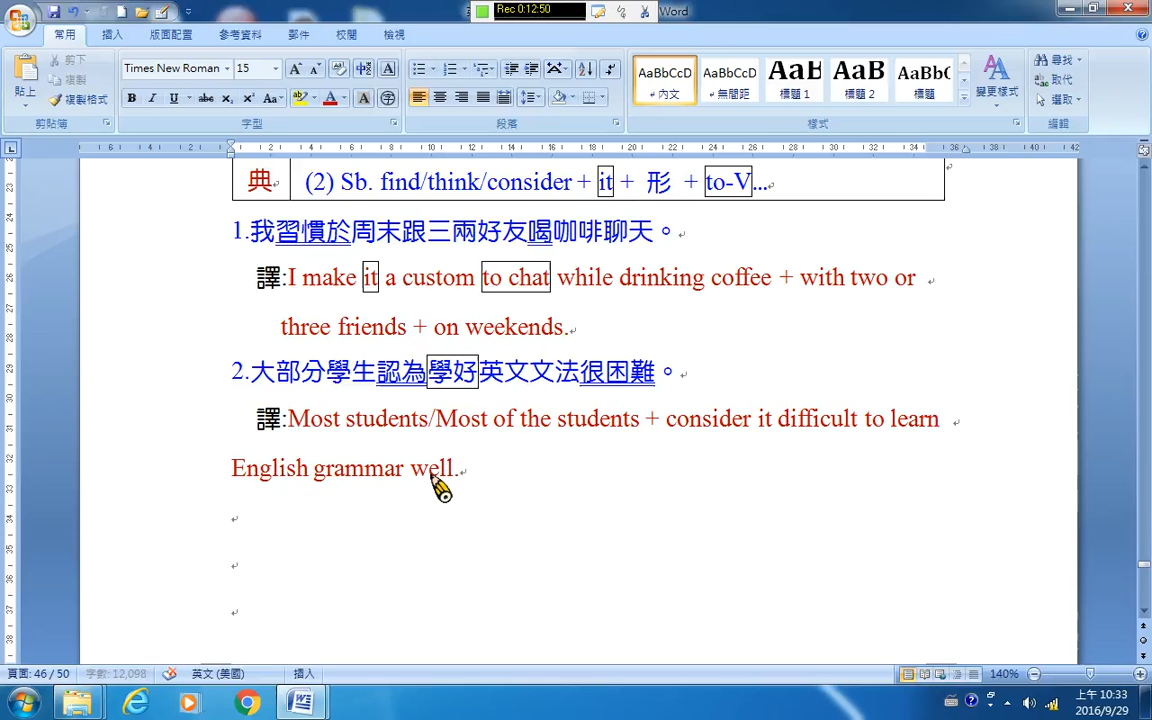 Rec 0:12:50
Word
常用 插入 版面配置 參考資料 郵件 校閱 檢視
貼上
剪下
複製
複製格式
剪貼簿
Times New Roman 15
B I U abc X₂ X² Aa A A
字型
段落
AaBbCcD AaBbCcD AaB AaB AaBbC
內文 無間距 標題 1 標題 2 標題
變更樣式
樣式
尋找
取代
選取
編輯
典 (2) Sb. find/think/consider + it + 形 + to-V...
1.我習慣於周末跟三兩好友喝咖啡聊天。
譯:I make it a custom to chat while drinking coffee + with two or
three friends + on weekends.
2.大部分學生認為學好英文文法很困難。
譯:Most students/Most of the students + consider it difficult to learn
English grammar well.
頁面: 46 / 50 字數: 12,098 英文 (美國) 插入 140%
上午 10:33
2016/9/29